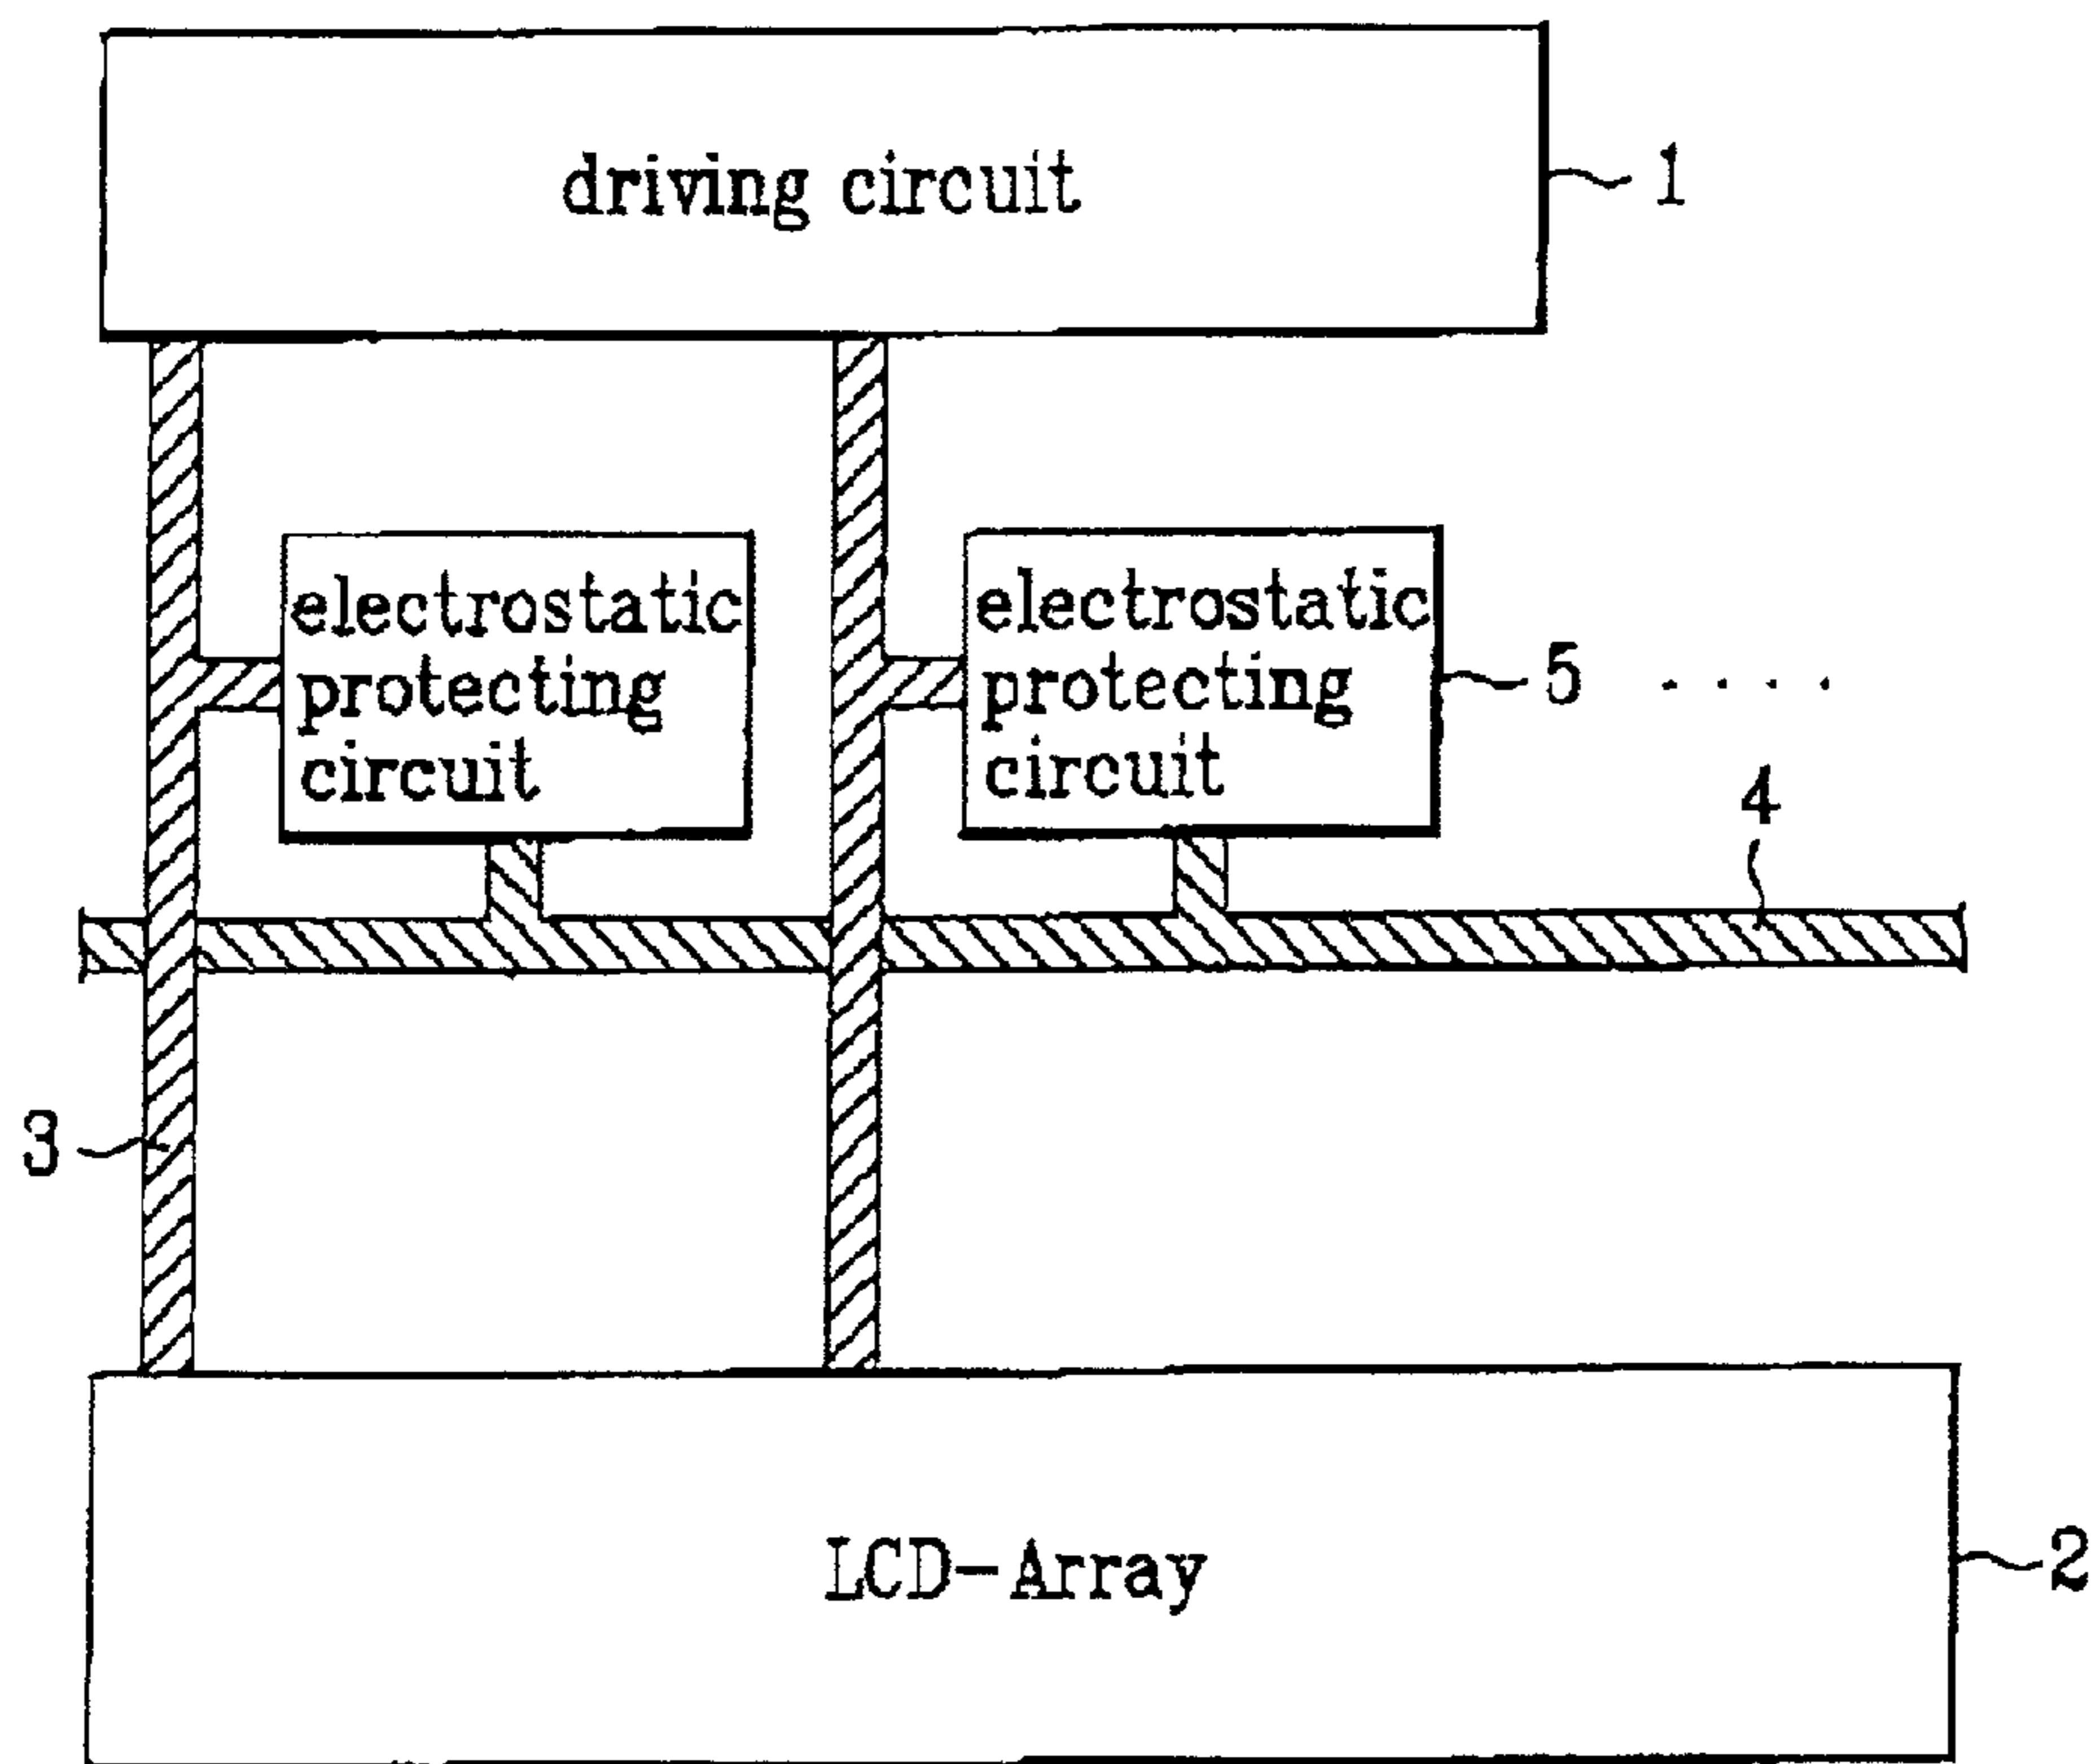 driving circuit
1
electrostatic
protecting
circuit
electrostatic
protecting
circuit
5
. . . .
4
3
LCD-Array
2